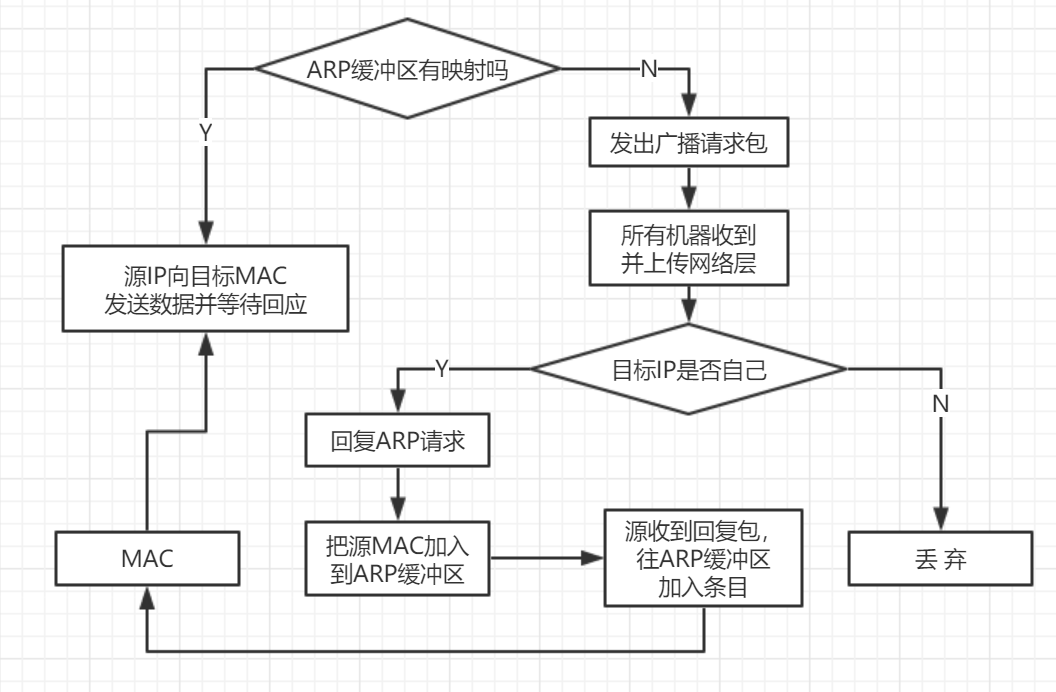 ARP缓冲区有映射吗
N
Y
发出广播请求包
所有机器收到
并上传网络层
源IP向目标MAC
发送数据并等待回应
目标IP是否自己
Y
N
回复ARP请求
把源MAC加入
到ARP缓冲区
源收到回复包，
往ARP缓冲区
加入条目
MAC
丢 弃